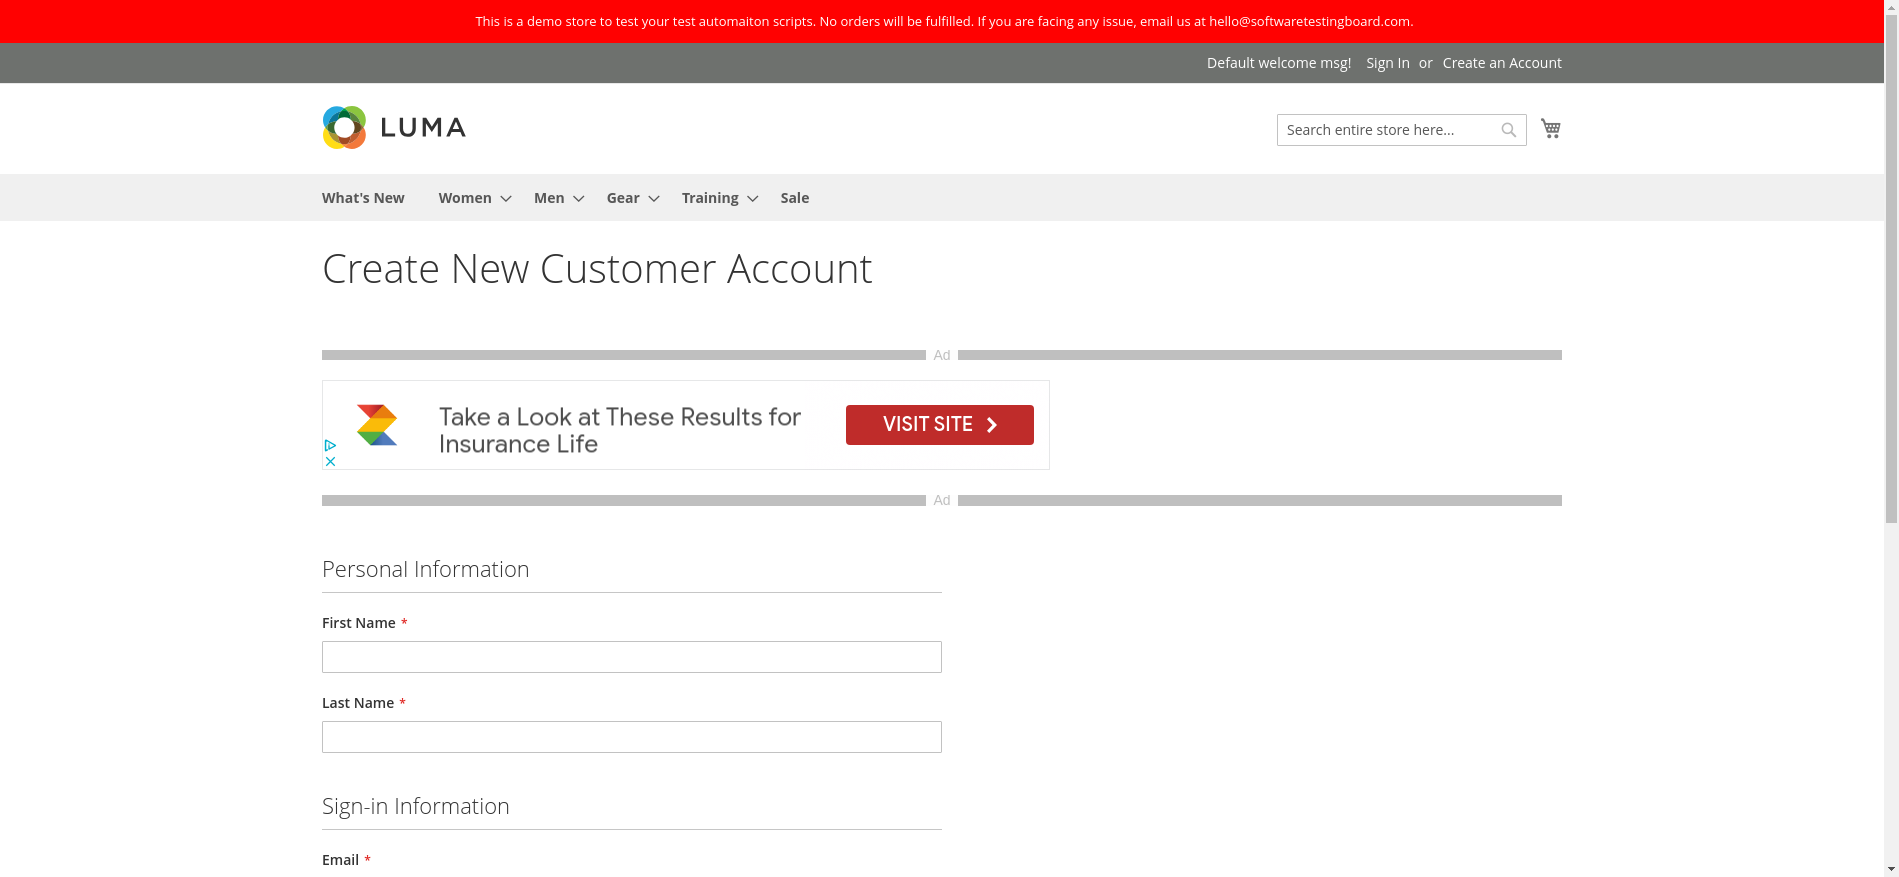 This is a demo store to test your test automaiton scripts. No orders will be fulfilled. If you are facing any issue, email us at hello@softwaretestingboard.com.
Default welcome msg! Sign In or Create an Account
LUMA
Search entire store here...
What's New Women Men Gear Training Sale
Create New Customer Account
Ad
Take a Look at These Results for
Insurance Life
VISIT SITE
Ad
Personal Information
First Name *
Last Name *
Sign-in Information
Email *